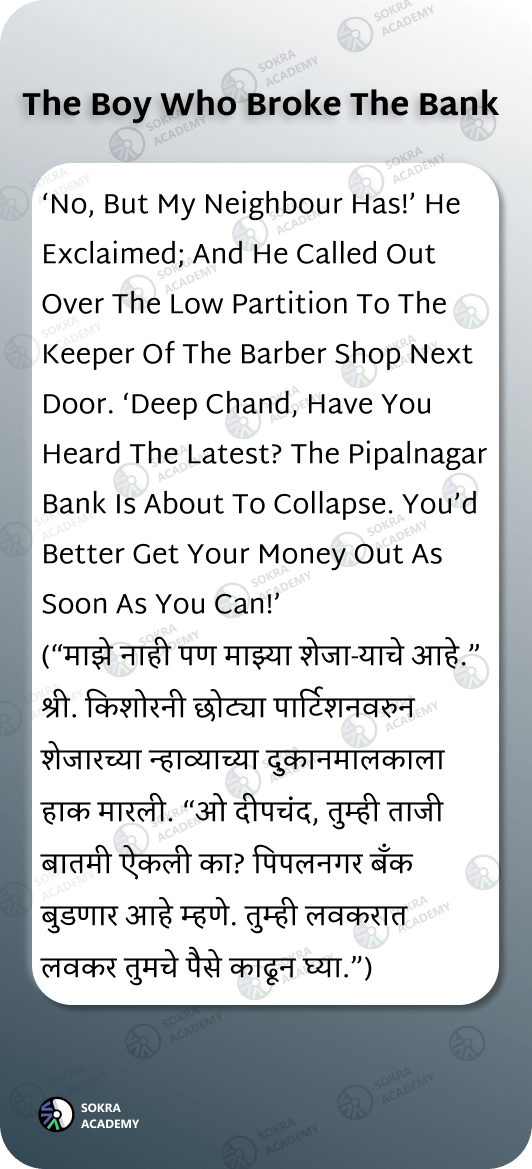 The Boy Who Broke The Bank
‘No, But My Neighbour Has!’ He
Exclaimed; And He Called Out
Over The Low Partition To The
Keeper Of The Barber Shop Next
Door. ‘Deep Chand, Have You
Heard The Latest? The Pipalnagar
Bank Is About To Collapse. You’d
Better Get Your Money Out As
Soon As You Can!’
(“माझे नाही पण माझ्या शेजा-याचे आहे.”
श्री. किशोरनी छोट्या पार्टिशनवरुन
शेजारच्या न्हाव्याच्या दुकानमालकाला
हाक मारली. “ओ दीपचंद, तुम्ही ताजी
बातमी ऐकली का? पिपलनगर बँक
बुडणार आहे म्हणे. तुम्ही लवकरात
लवकर तुमचे पैसे काढून घ्या.”)
SOKRA
ACADEMY